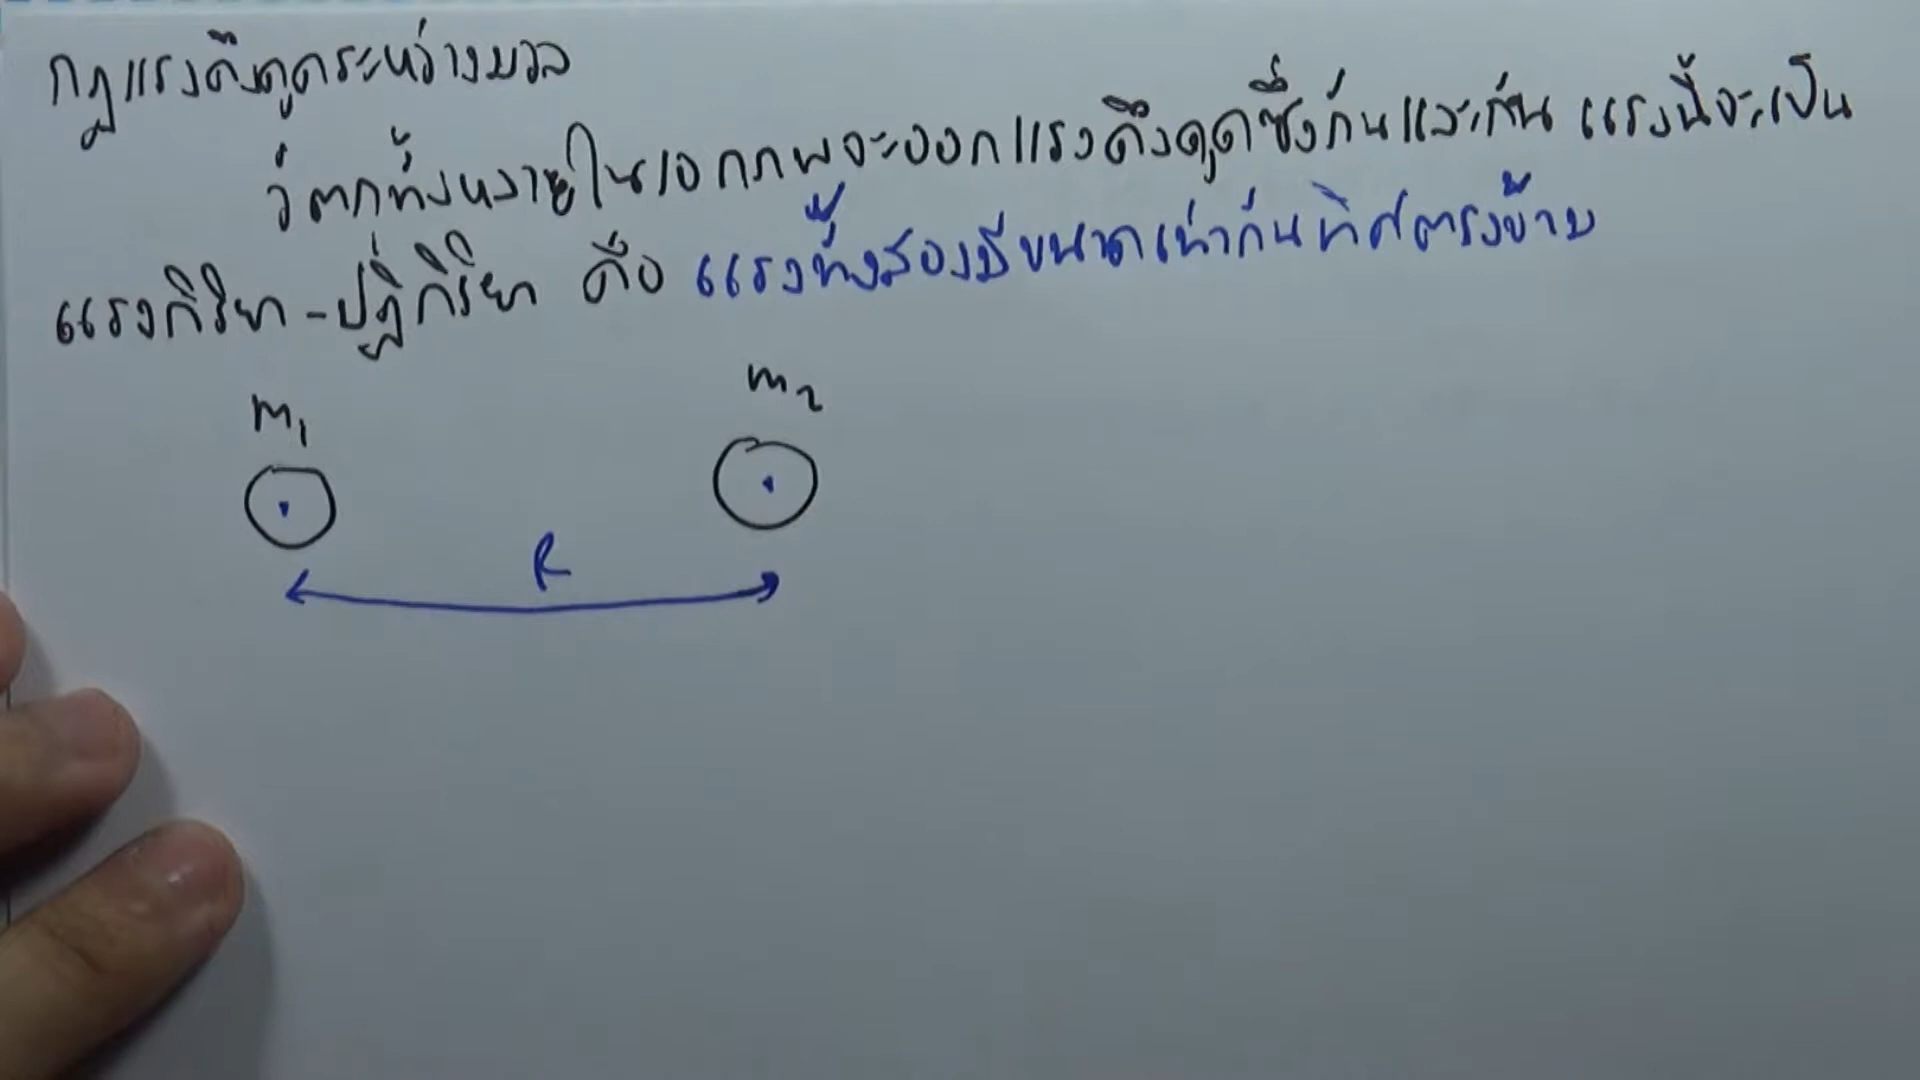 กฎแรงดึงดูดระหว่างมวล
วัตถุทั้งหลายในเอกภพจะออกแรงดึงดูดซึ่งกันและกัน แรงนี้จะเป็น
แรงกิริยา-ปฏิกิริยา คือ แรงทั้งสองมีขนาดเท่ากันทิศตรงข้าม
m₁ m₂
R